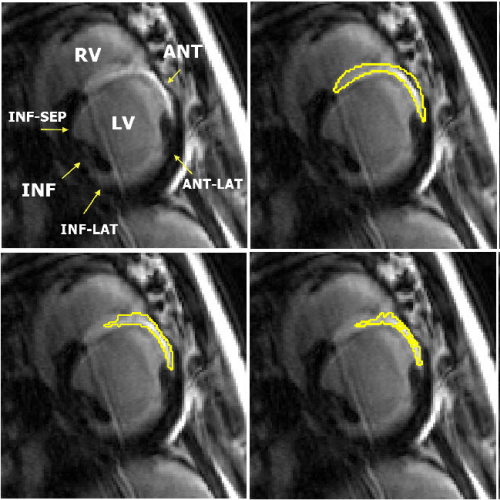 RV
ANT
INF-SEP
LV
INF
ANT-LAT
INF-LAT